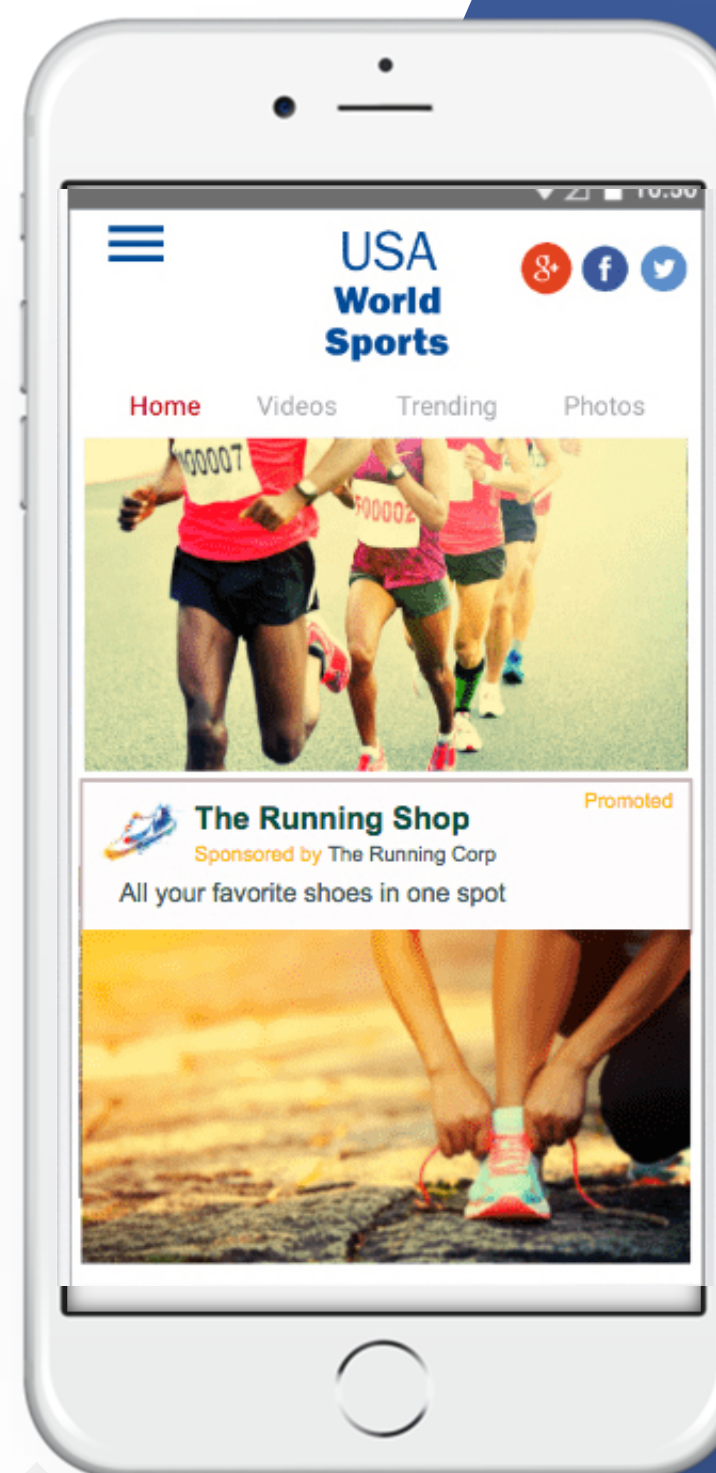 USA
World
Sports
Home Videos Trending Photos
00007
F00002
Promoted
The Running Shop
Sponsored by The Running Corp
All your favorite shoes in one spot